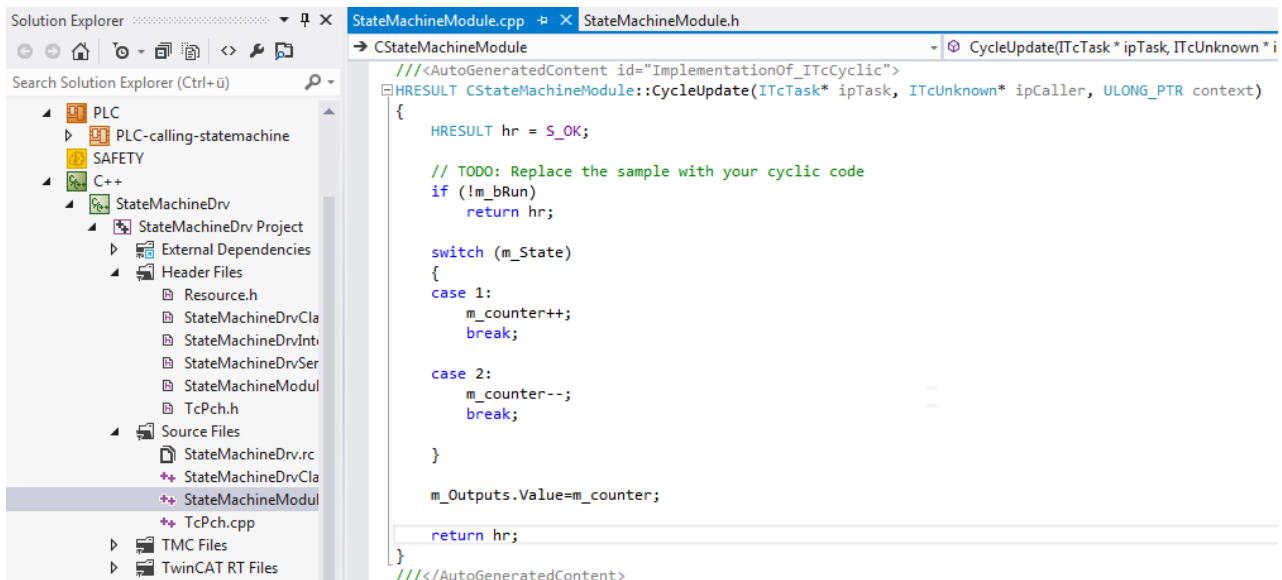 Solution Explorer
Search Solution Explorer (Ctrl+ü)
PLC
PLC-calling-statemachine
SAFETY
C++
StateMachineDrv
StateMachineDrv Project
External Dependencies
Header Files
Resource.h
StateMachineDrvCla
StateMachineDrvInt
StateMachineDrvSer
StateMachineModul
TcPch.h
Source Files
StateMachineDrv.rc
StateMachineDrvCla
StateMachineModul
TcPch.cpp
TMC Files
TwinCAT RT Files
StateMachineModule.cpp StateMachineModule.h
CStateMachineModule CycleUpdate(ITcTask * ipTask, ITcUnknown * i
///<AutoGeneratedContent id="ImplementationOf_ITcCyclic">
HRESULT CStateMachineModule::CycleUpdate(ITcTask* ipTask, ITcUnknown* ipCaller, ULONG_PTR context)
{
HRESULT hr = S_OK;
// TODO: Replace the sample with your cyclic code
if (!m_bRun)
return hr;
switch (m_State)
{
case 1:
m_counter++;
break;
case 2:
m_counter--;
break;
}
m_Outputs.Value=m_counter;
return hr;
}
///</AutoGeneratedContent>